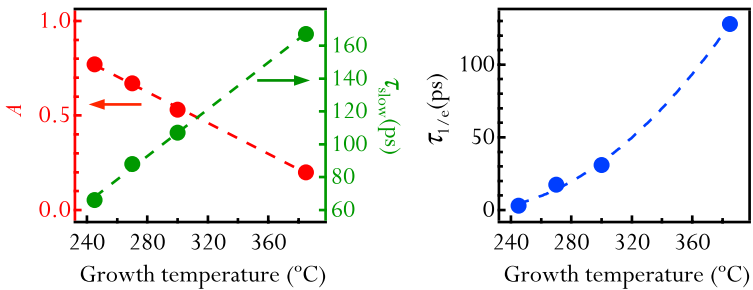 1.0
0.5
0.0
A
160
140
120
100
80
60
τslow(ps)
240 280 320 360
Growth temperature (ºC)
100
50
0
τ1/e(ps)
240 280 320 360
Growth temperature (ºC)